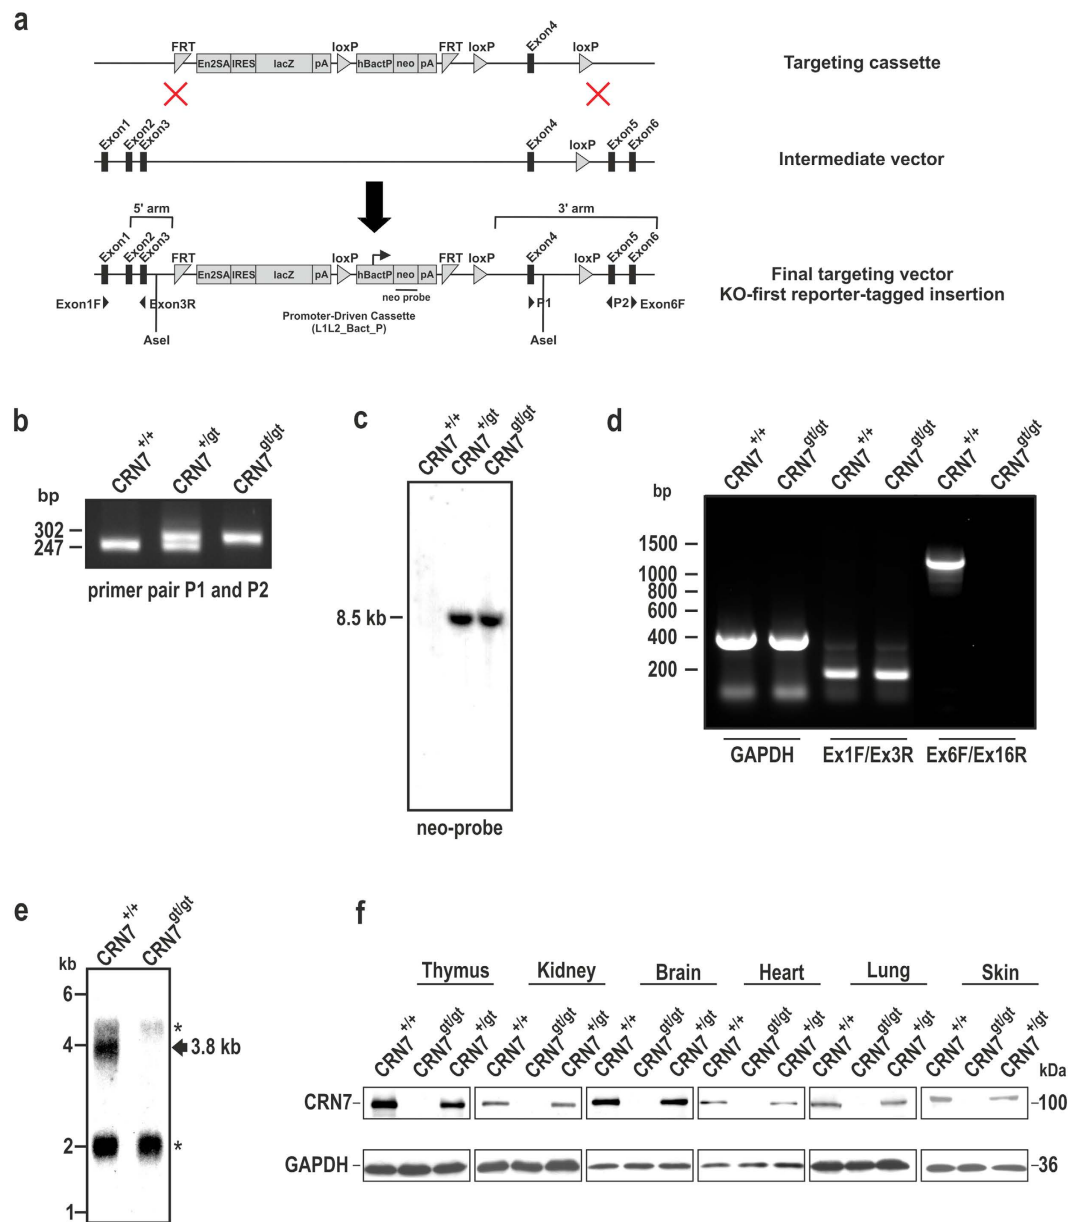 a
FRT loxP FRT loxP Exon4 loxP
En2SA IRES lacZ pA hBactP neo pA
Targeting cassette
Exon1 Exon2 Exon3 Exon4 loxP Exon5 Exon6
Intermediate vector
5' arm 3' arm
Exon1 Exon2 Exon3 FRT loxP FRT loxP Exon4 loxP Exon5 Exon6
En2SA IRES lacZ pA hBactP neo pA
Final targeting vector
KO-first reporter-tagged insertion
Exon1F Exon3R neo probe P1 P2 Exon6F
Promoter-Driven Cassette
(L1L2_Bact_P)
AseI AseI
b
CRN7+/+ CRN7+/gt CRN7gt/gt
bp
302
247
primer pair P1 and P2
c
CRN7+/+ CRN7+/gt CRN7gt/gt
8.5 kb
neo-probe
d
CRN7+/+ CRN7gt/gt CRN7+/+ CRN7gt/gt CRN7+/+ CRN7gt/gt
bp
1500
1000
800
600
400
200
GAPDH Ex1F/Ex3R Ex6F/Ex16R
e
CRN7+/+ CRN7gt/gt
kb
6
*
4
3.8 kb
2 *
1
f
Thymus Kidney Brain Heart Lung Skin
CRN7+/+ CRN7gt/gt CRN7+/gt CRN7+/+ CRN7gt/gt CRN7+/gt CRN7+/+ CRN7gt/gt CRN7+/gt CRN7+/+ CRN7gt/gt CRN7+/gt CRN7+/+ CRN7gt/gt CRN7+/gt CRN7+/+ CRN7gt/gt CRN7+/gt
kDa
CRN7 100
GAPDH 36